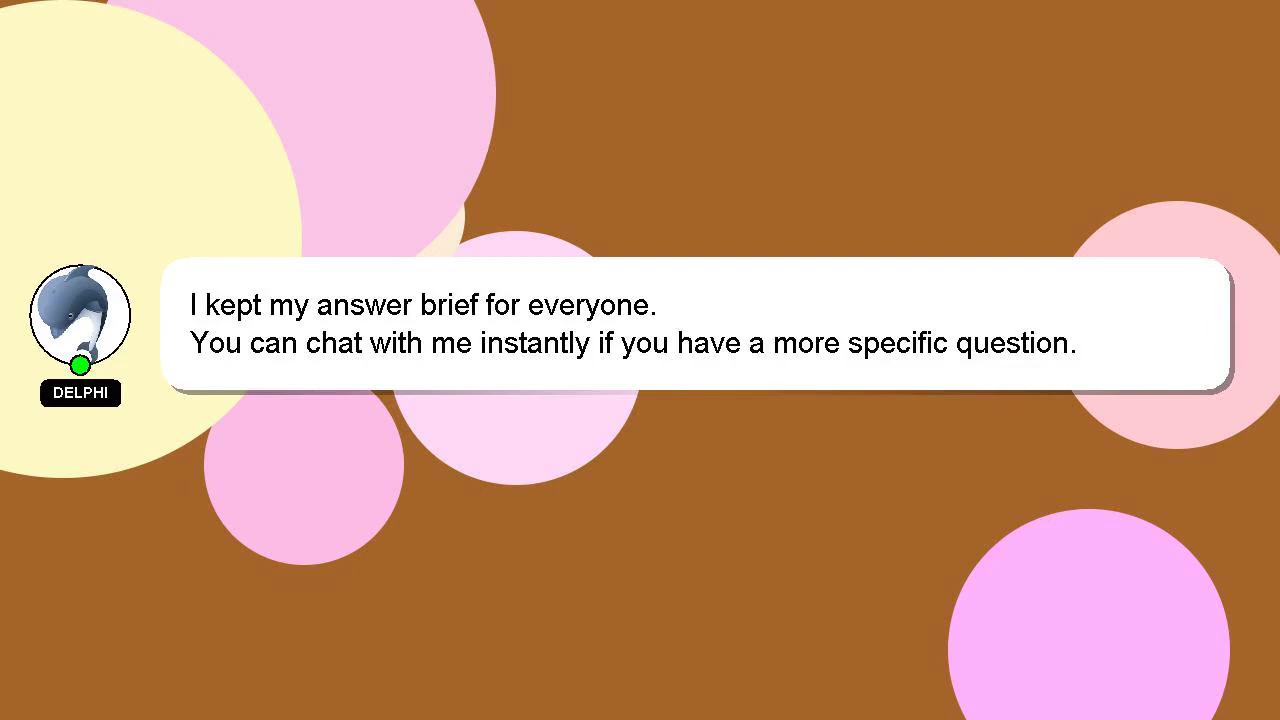 I kept my answer brief for everyone.
You can chat with me instantly if you have a more specific question.
DELPHI